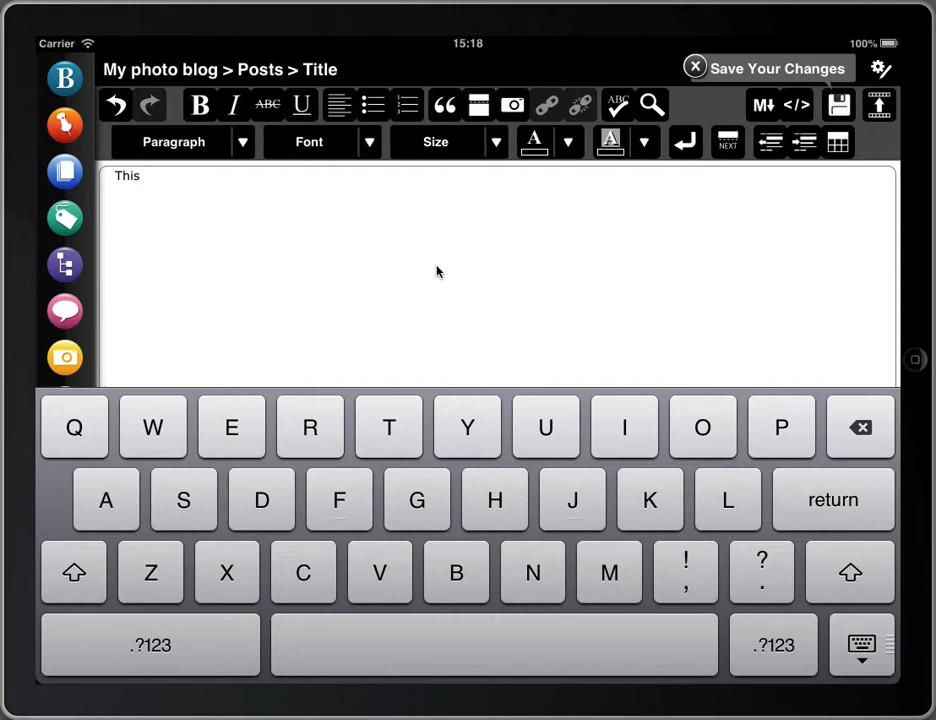 Carrier 15:18 100%
B My photo blog > Posts > Title Save Your Changes
B I ABC U “ ABC M↓ </>
Paragraph Font Size A A NEXT
This
Q W E R T Y U I O P
A S D F G H J K L return
Z X C V B N M ! , ? .
.?123 .?123